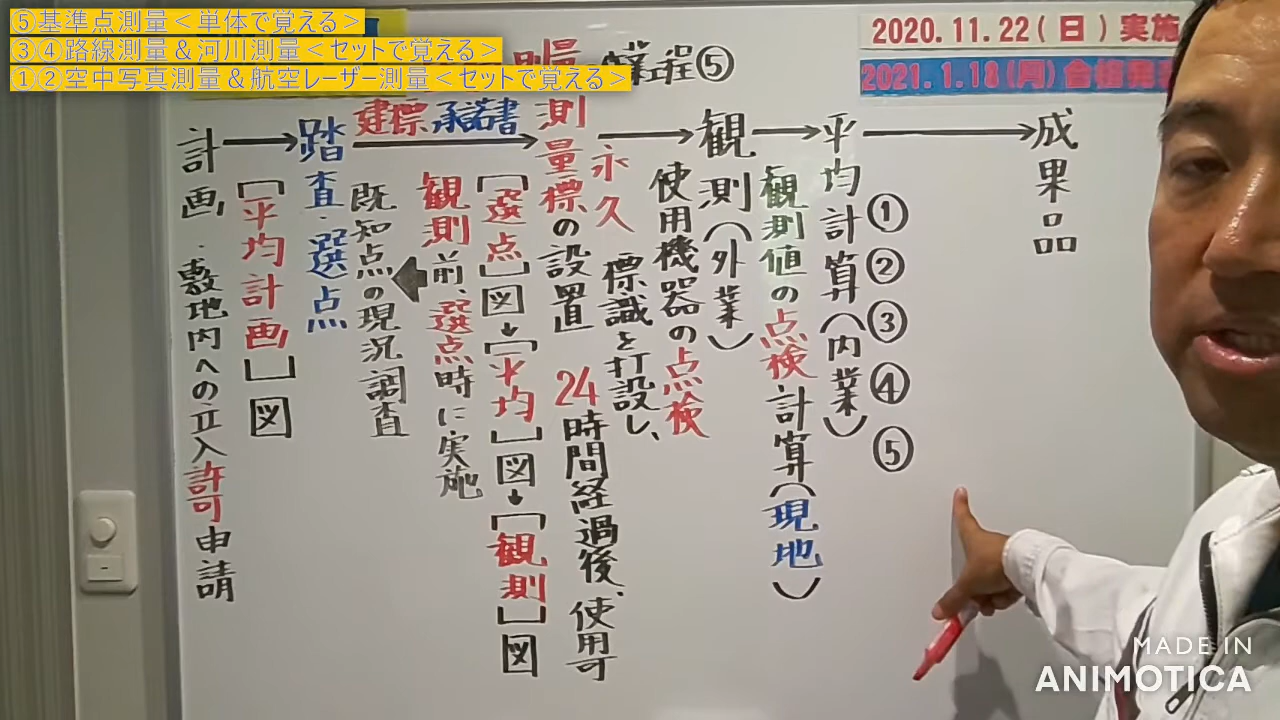 ⑤基準点測量＜単体で覚える＞
③④路線測量＆河川測量＜セットで覚える＞
①②空中写真測量＆航空レーザー測量＜セットで覚える＞
業工程⑤
2020.11.22(日)実施
2021.1.18(月)合格発表
計画
敷地内への立入許可申請
［平均計画］図
踏査・選点
建標承諾書
既知点の現況調査
観測前、選点時に実施
［選点］図→［平均］図→［観測］図
測量標の設置
24時間経過後、使用可
永久標識を打設し、
観測(外業)
使用機器の点検
観測値の点検計算(現地)
平均計算(内業)
①
②
③
④
⑤
成果品
MADE IN
ANIMOTICA